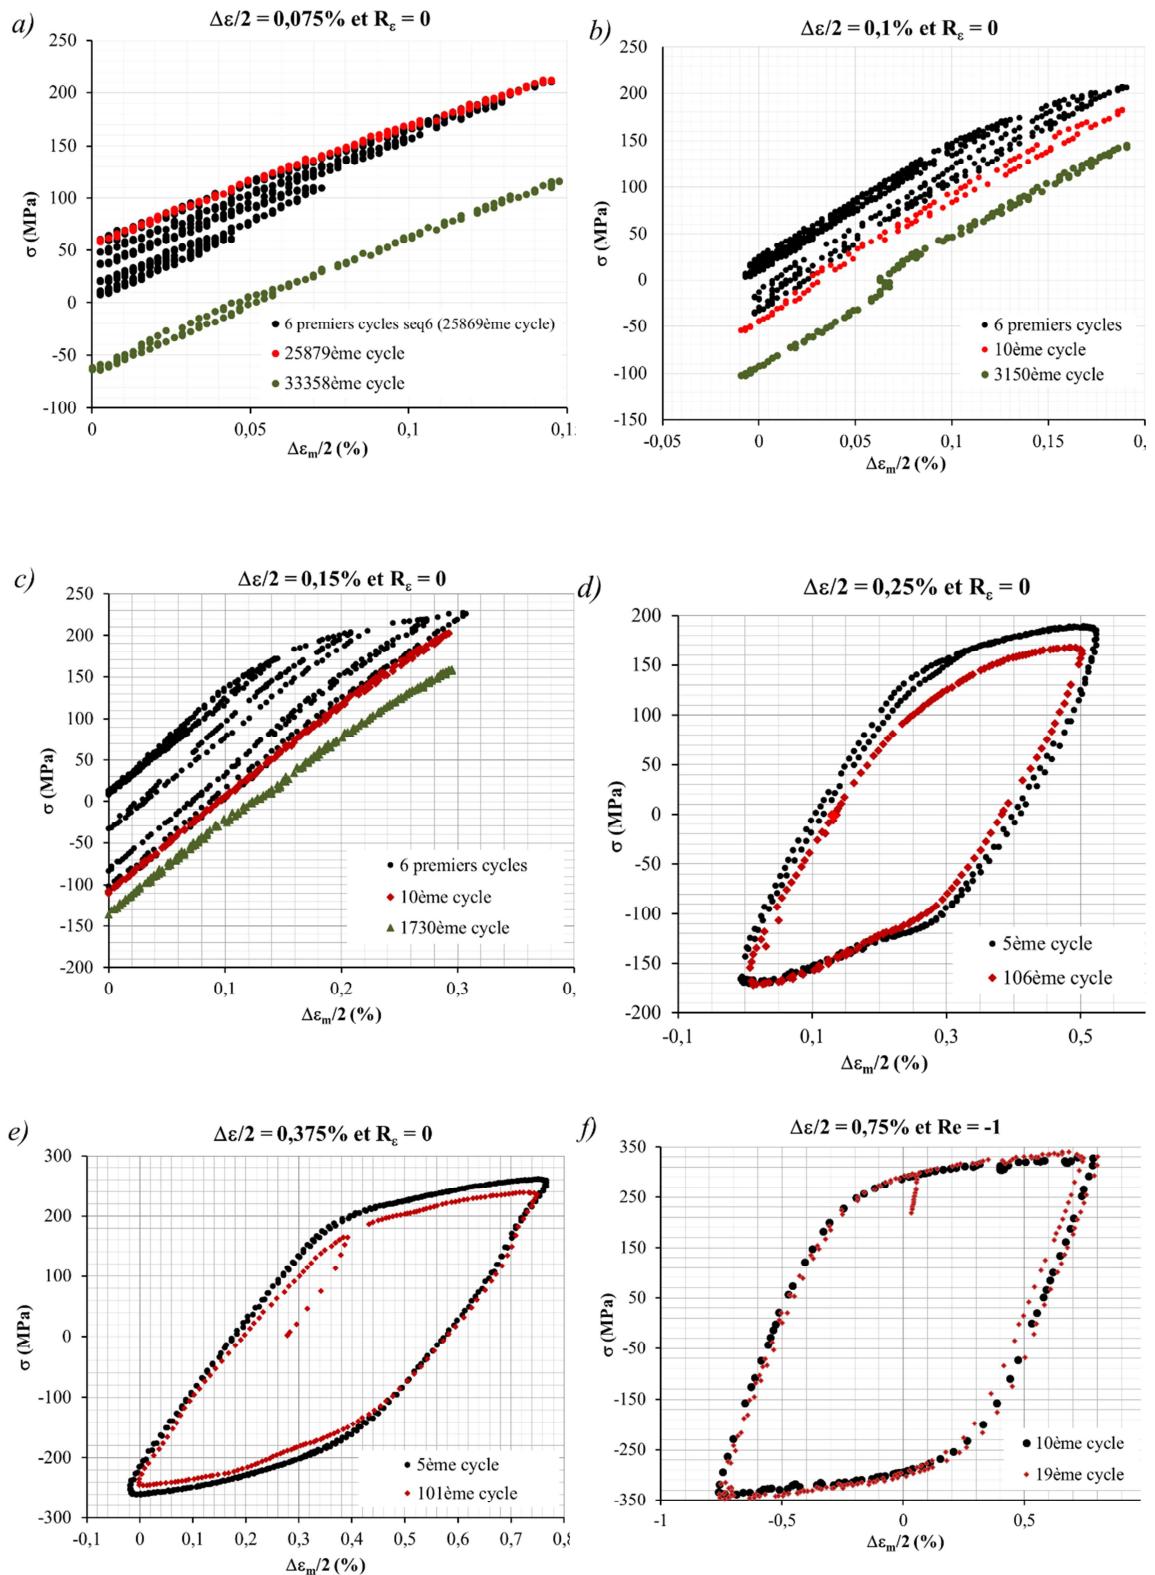 a)
Δε/2 = 0,075% et Rε = 0
250
200
150
100
50
0
-50
-100
σ (MPa)
6 premiers cycles seq6 (25869ème cycle)
25879ème cycle
33358ème cycle
0
0,05
0,1
0,1
Δεm/2 (%)
b)
Δε/2 = 0,1% et Rε = 0
250
200
150
100
50
0
-50
-100
-150
σ (MPa)
6 premiers cycles
10ème cycle
3150ème cycle
-0,05
0
0,05
0,1
0,15
0,
Δεm/2 (%)
c)
Δε/2 = 0,15% et Rε = 0
250
200
150
100
50
0
-50
-100
-150
-200
σ (MPa)
6 premiers cycles
10ème cycle
1730ème cycle
0
0,1
0,2
0,3
0,
Δεm/2 (%)
d)
Δε/2 = 0,25% et Rε = 0
200
150
100
50
0
-50
-100
-150
-200
σ (MPa)
5ème cycle
106ème cycle
-0,1
0,1
0,3
0,5
Δεm/2 (%)
e)
Δε/2 = 0,375% et Rε = 0
300
200
100
0
-100
-200
-300
σ (MPa)
5ème cycle
101ème cycle
-0,1
0
0,1
0,2
0,3
0,4
0,5
0,6
0,7
0,8
Δεm/2 (%)
f)
Δε/2 = 0,75% et Re = -1
350
250
150
50
-50
-150
-250
-350
σ (MPa)
10ème cycle
19ème cycle
-1
-0,5
0
0,5
Δεm/2 (%)